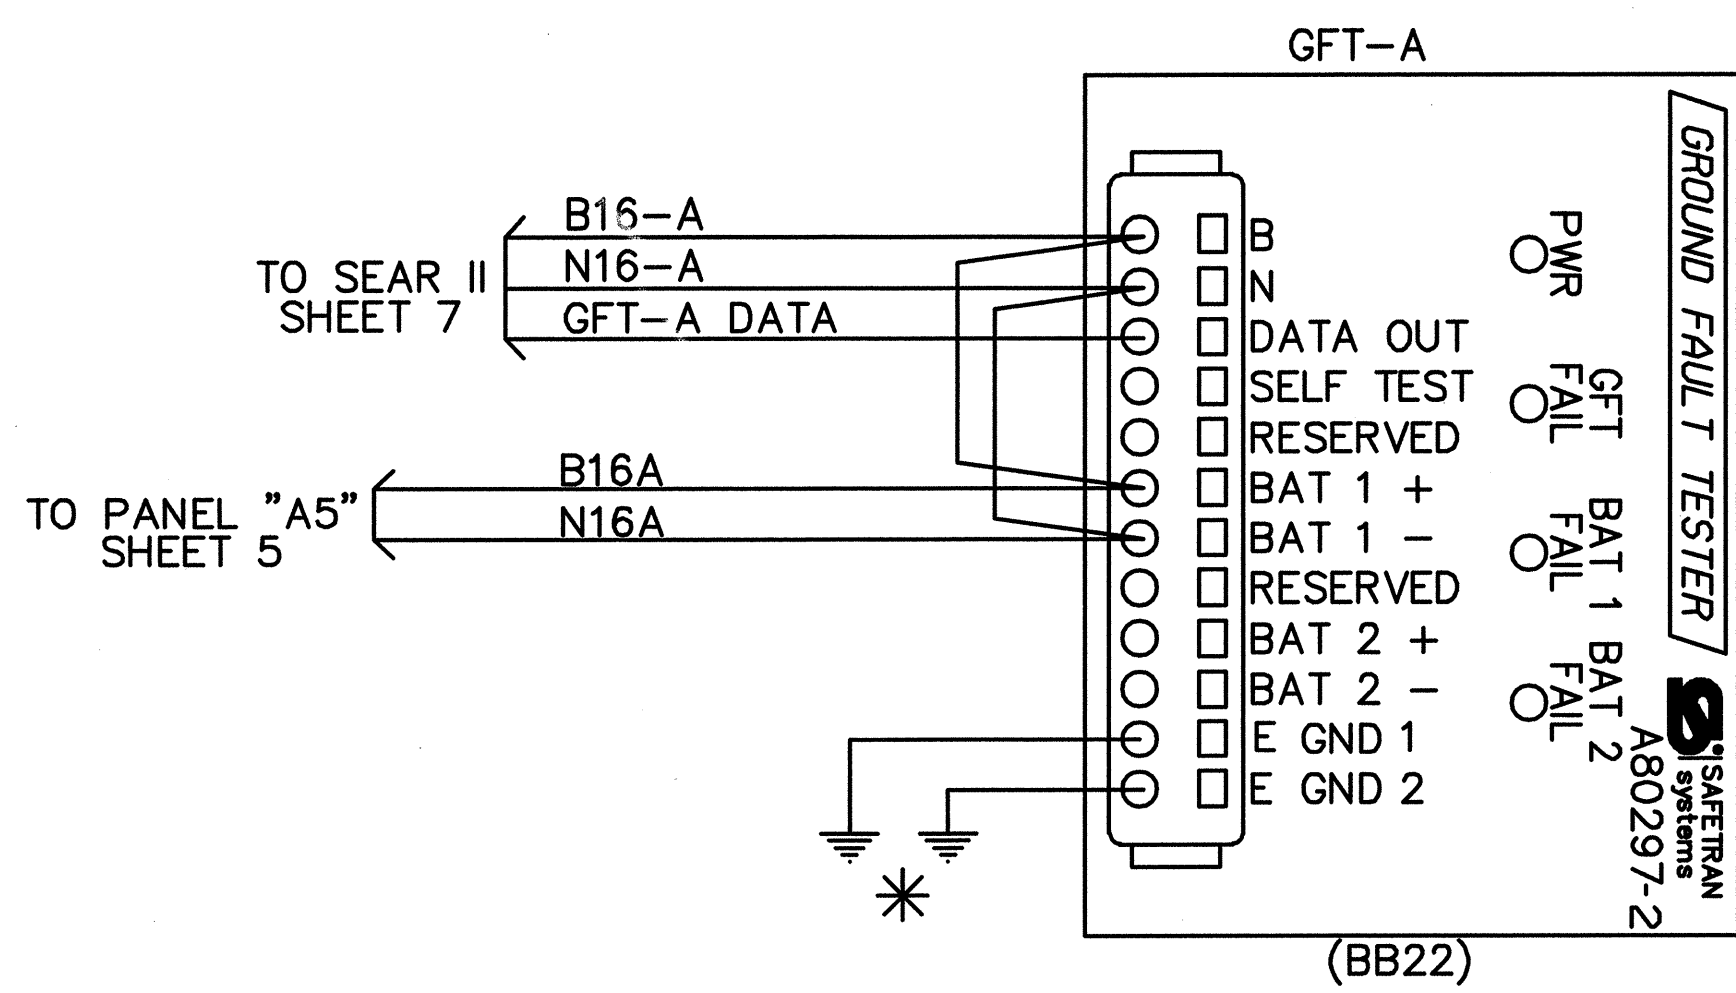 GFT-A
B16-A
N16-A
GFT-A DATA
TO SEAR II
SHEET 7
B16A
N16A
TO PANEL "A5"
SHEET 5
B
N
DATA OUT
SELF TEST
RESERVED
BAT 1 +
BAT 1 -
RESERVED
BAT 2 +
BAT 2 -
E GND 1
E GND 2
PWR
GFT
FAIL
BAT 1
FAIL
BAT 2
FAIL
GROUND FAULT TESTER
SAFETRAN
systems
A80297-2
(BB22)